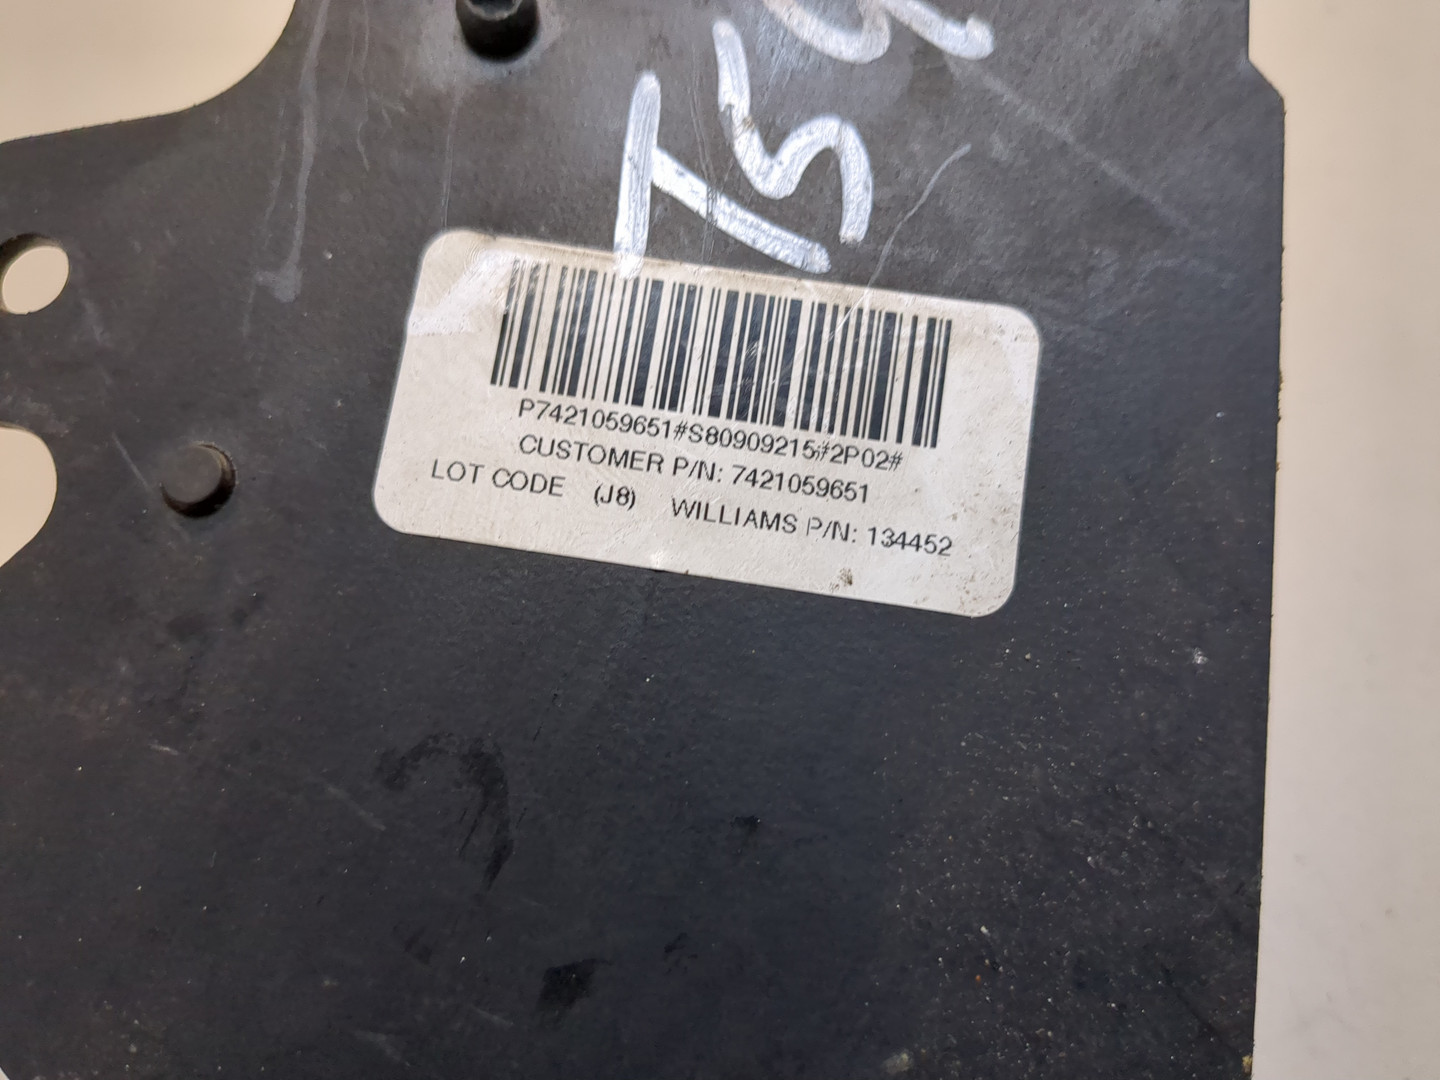 P7421059651#S80909215#2P02#
CUSTOMER P/N: 7421059651
LOT CODE (J8) WILLIAMS P/N: 134452